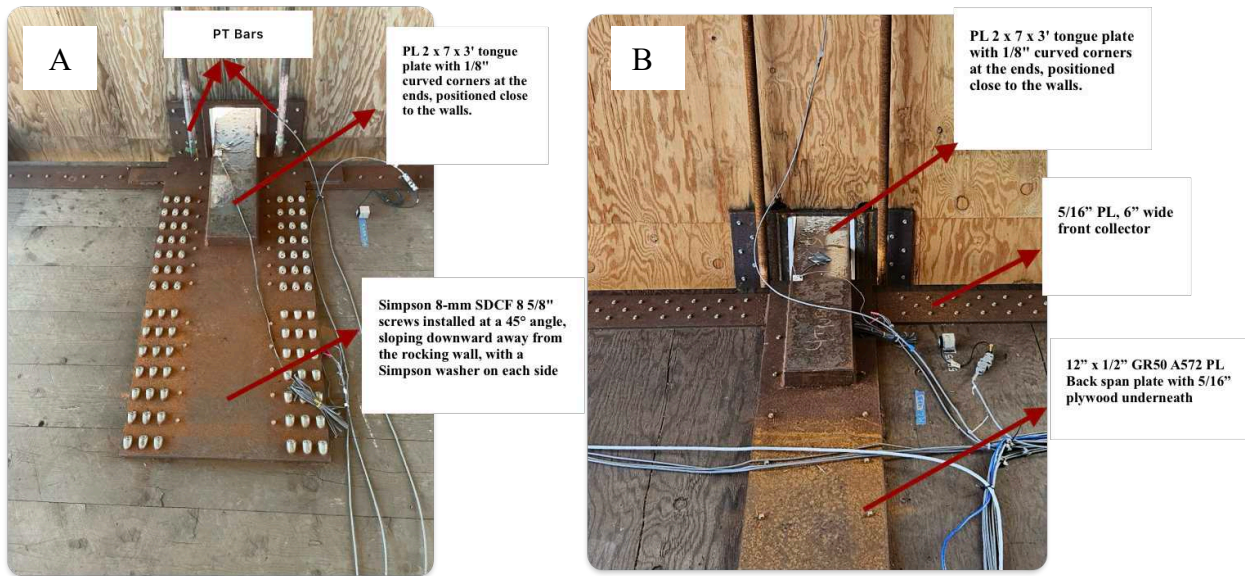 A
PT Bars
PL 2 x 7 x 3' tongue
plate with 1/8"
curved corners at
the ends, positioned
close to the walls.
Simpson 8-mm SDCF 8 5/8"
screws installed at a 45° angle,
sloping downward away from
the rocking wall, with a
Simpson washer on each side
B
PL 2 x 7 x 3' tongue plate
with 1/8" curved corners
at the ends, positioned
close to the walls.
5/16” PL, 6” wide
front collector
12” x 1/2” GR50 A572 PL
Back span plate with 5/16”
plywood underneath